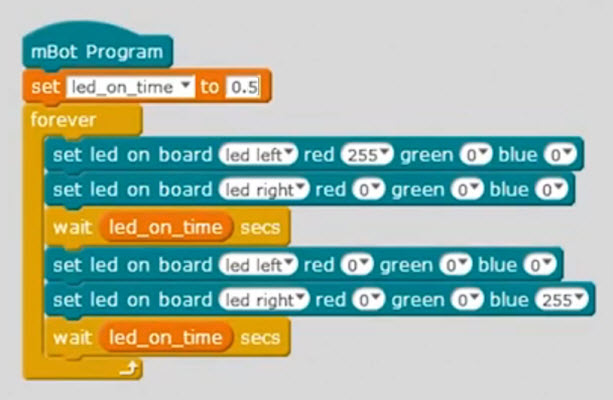 mBot Program
set led_on_time to 0.5
forever
set led on board led left red 255 green 0 blue 0
set led on board led right red 0 green 0 blue 0
wait led_on_time secs
set led on board led left red 0 green 0 blue 0
set led on board led right red 0 green 0 blue 255
wait led_on_time secs